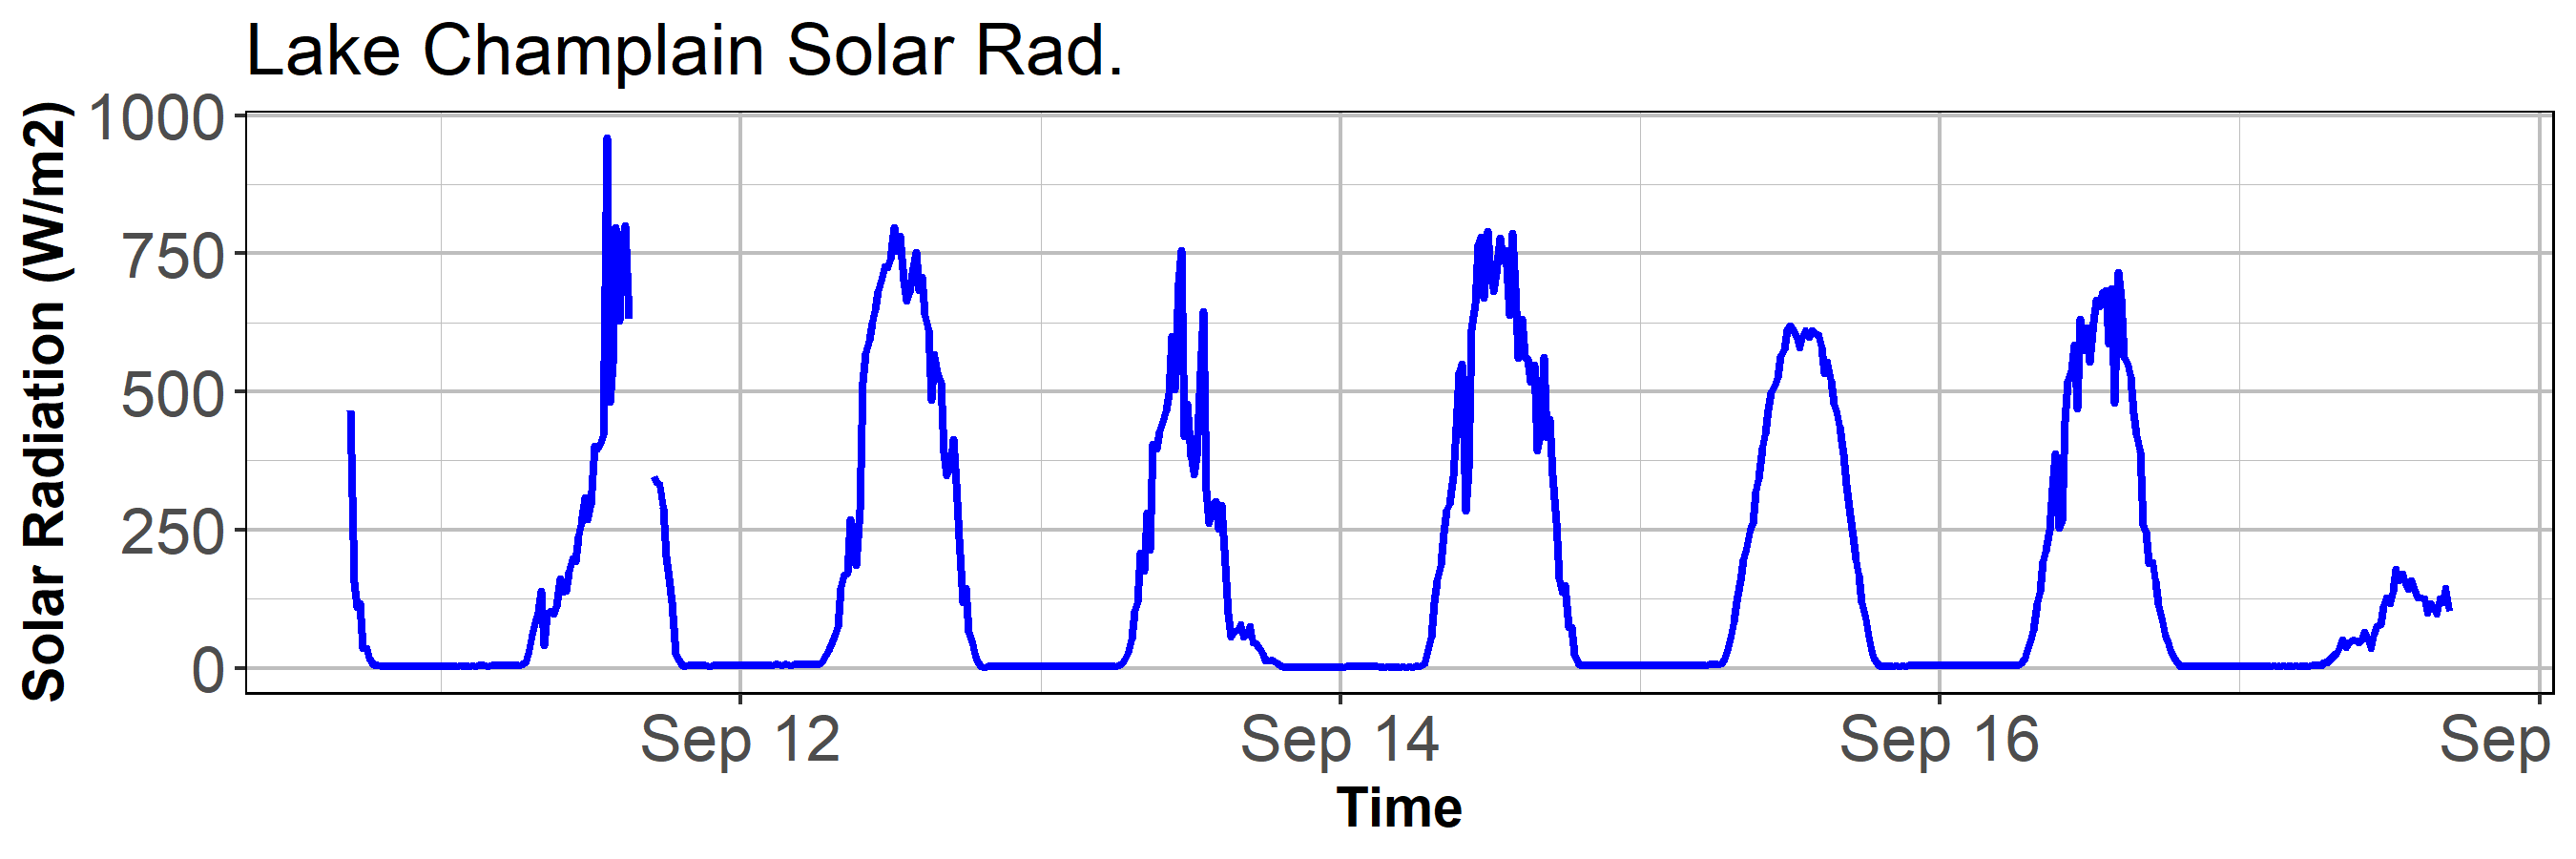 Lake Champlain Solar Rad.
Solar Radiation (W/m2)
1000
750
500
250
0
Sep 12 Sep 14 Sep 16 Sep
Time